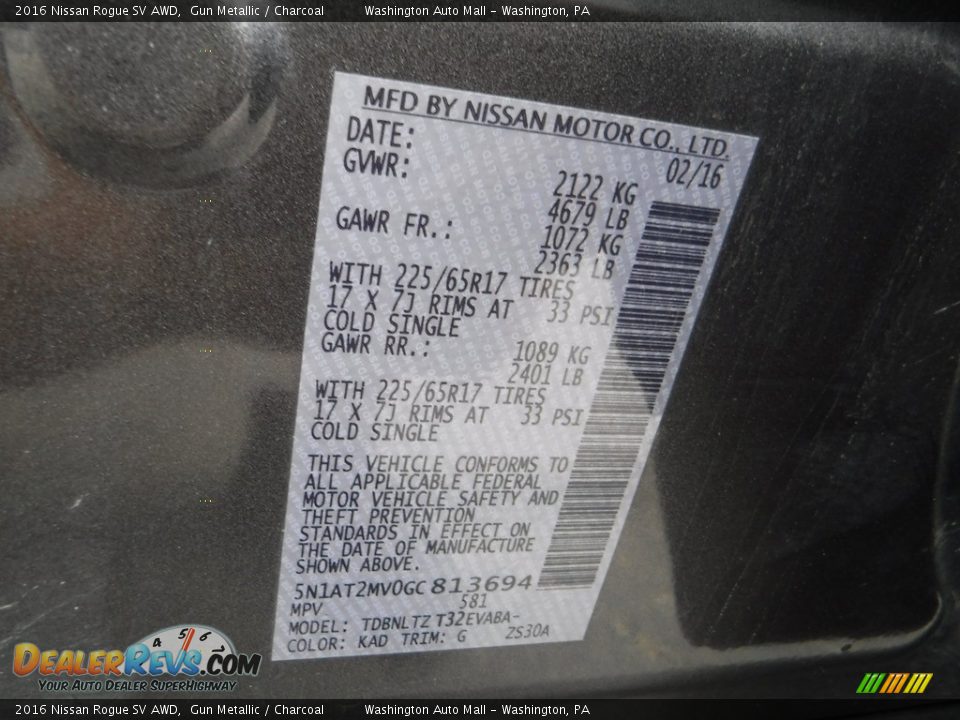 2016 Nissan Rogue SV AWD,  Gun Metallic / Charcoal          Washington Auto Mall - Washington, PA
MFD BY NISSAN MOTOR CO., LTD.
DATE: 02/16
GVWR: 2122 KG
4679 LB
GAWR FR.: 1072 KG
2363 LB
WITH 225/65R17 TIRES
17 X 7J RIMS AT 33 PSI
COLD SINGLE
GAWR RR.: 1089 KG
2401 LB
WITH 225/65R17 TIRES
17 X 7J RIMS AT 33 PSI
COLD SINGLE
THIS VEHICLE CONFORMS TO
ALL APPLICABLE FEDERAL
MOTOR VEHICLE SAFETY AND
THEFT PREVENTION
STANDARDS IN EFFECT ON
THE DATE OF MANUFACTURE
SHOWN ABOVE.
5N1AT2MV0GC813694
MPV 581
MODEL: TDBNLTZ T32EVABA-
COLOR: KAD TRIM: G ZS30A
4 5 6
DEALERREVS.COM
YOUR AUTO DEALER SUPERHIGHWAY
2016 Nissan Rogue SV AWD,  Gun Metallic / Charcoal          Washington Auto Mall - Washington, PA